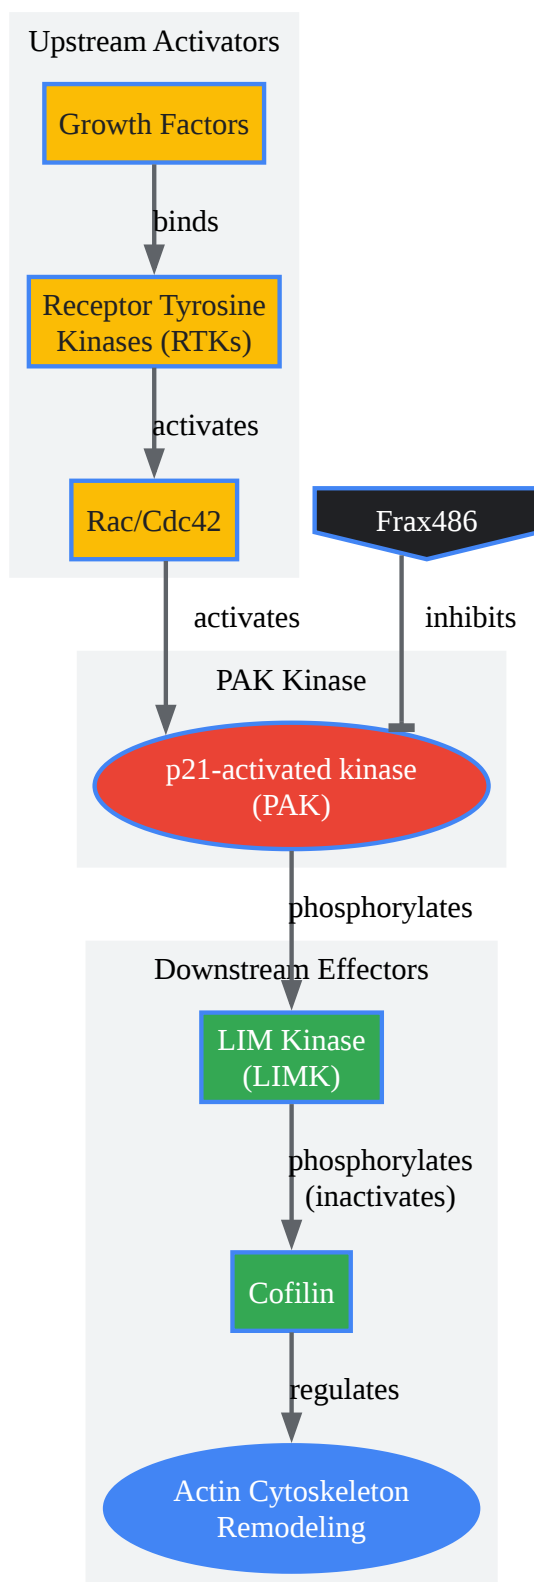 Upstream Activators
Growth Factors
binds
Receptor Tyrosine
Kinases (RTKs)
activates
Rac/Cdc42
Frax486
activates
inhibits
PAK Kinase
p21-activated kinase
(PAK)
phosphorylates
Downstream Effectors
LIM Kinase
(LIMK)
phosphorylates
(inactivates)
Cofilin
regulates
Actin Cytoskeleton
Remodeling